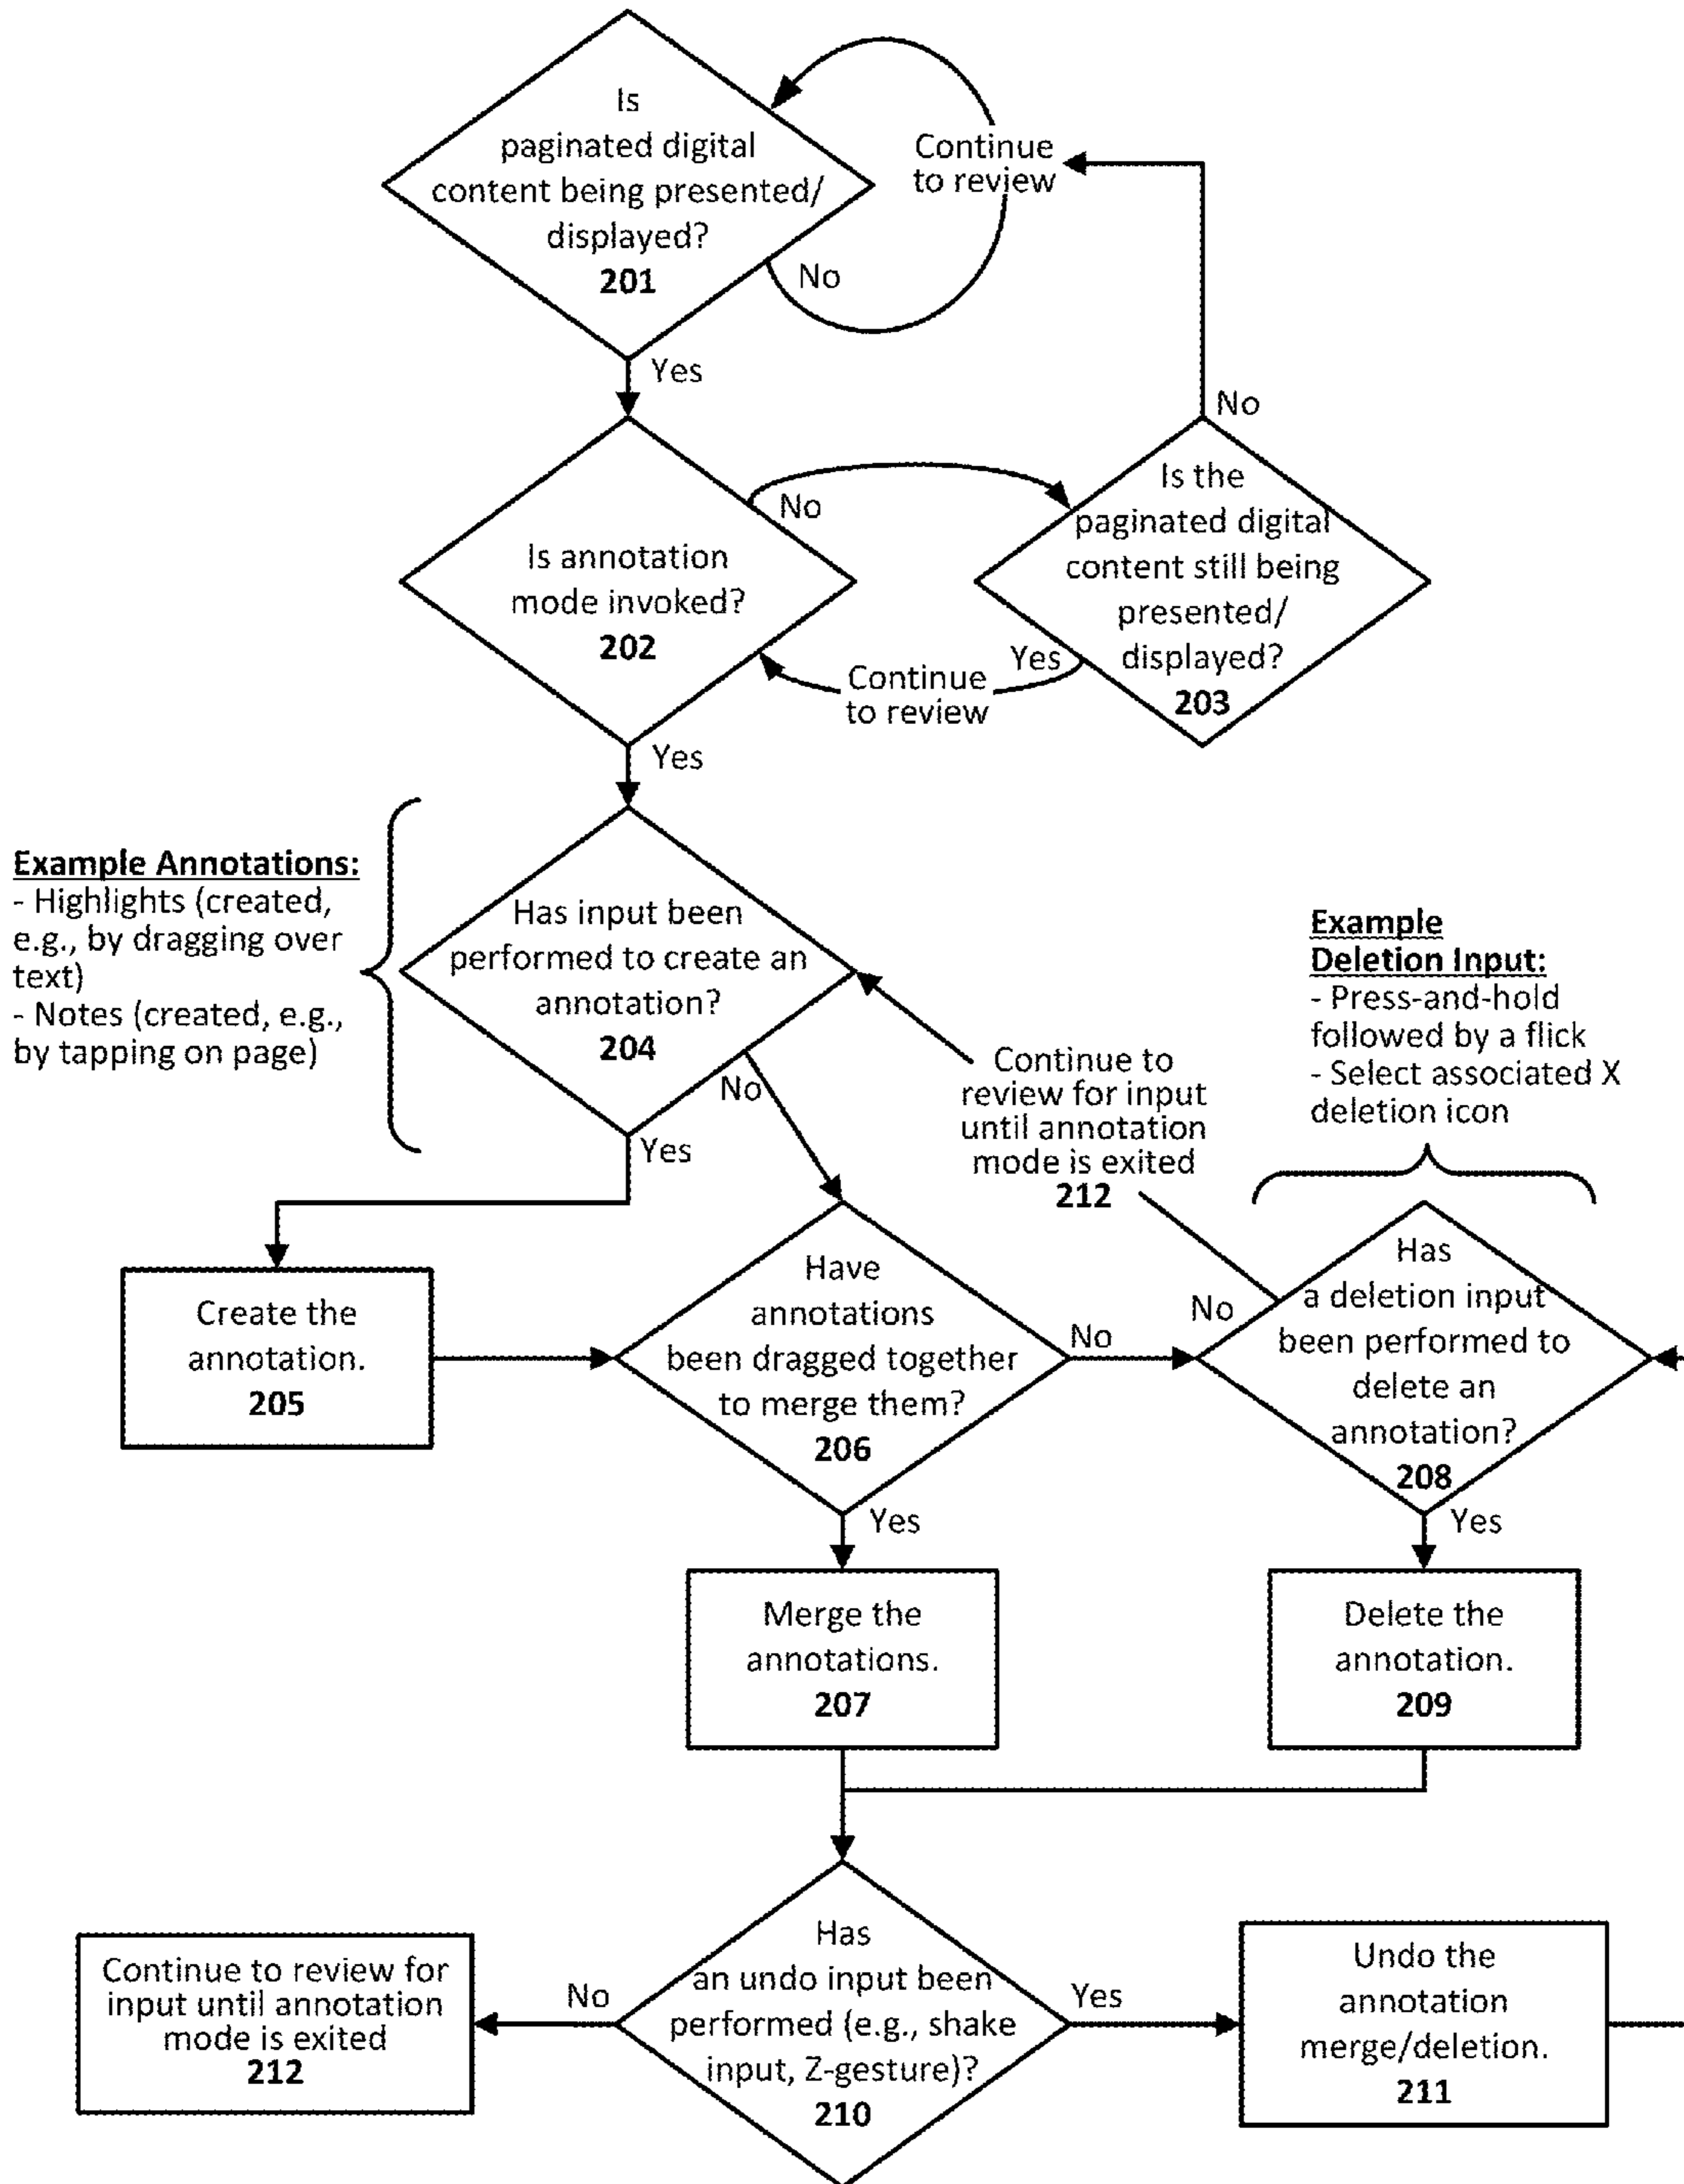 Is
paginated digital
content being presented/
displayed?
201
Continue
to review
No
Yes
No
Is annotation
mode invoked?
202
No
Is the
paginated digital
content still being
presented/
displayed?
203
Yes
Continue
to review
Yes
Example Annotations:
- Highlights (created,
e.g., by dragging over
text)
- Notes (created, e.g.,
by tapping on page)
Has input been
performed to create an
annotation?
204
No
Yes
Continue to
review for input
until annotation
mode is exited
212
Example
Deletion Input:
- Press-and-hold
followed by a flick
- Select associated X
deletion icon
Create the
annotation.
205
Have
annotations
been dragged together
to merge them?
206
No
Yes
No
Has
a deletion input
been performed to
delete an
annotation?
208
Yes
Merge the
annotations.
207
Delete the
annotation.
209
Continue to review for
input until annotation
mode is exited
212
No
Has
an undo input been
performed (e.g., shake
input, Z-gesture)?
210
Yes
Undo the
annotation
merge/deletion.
211